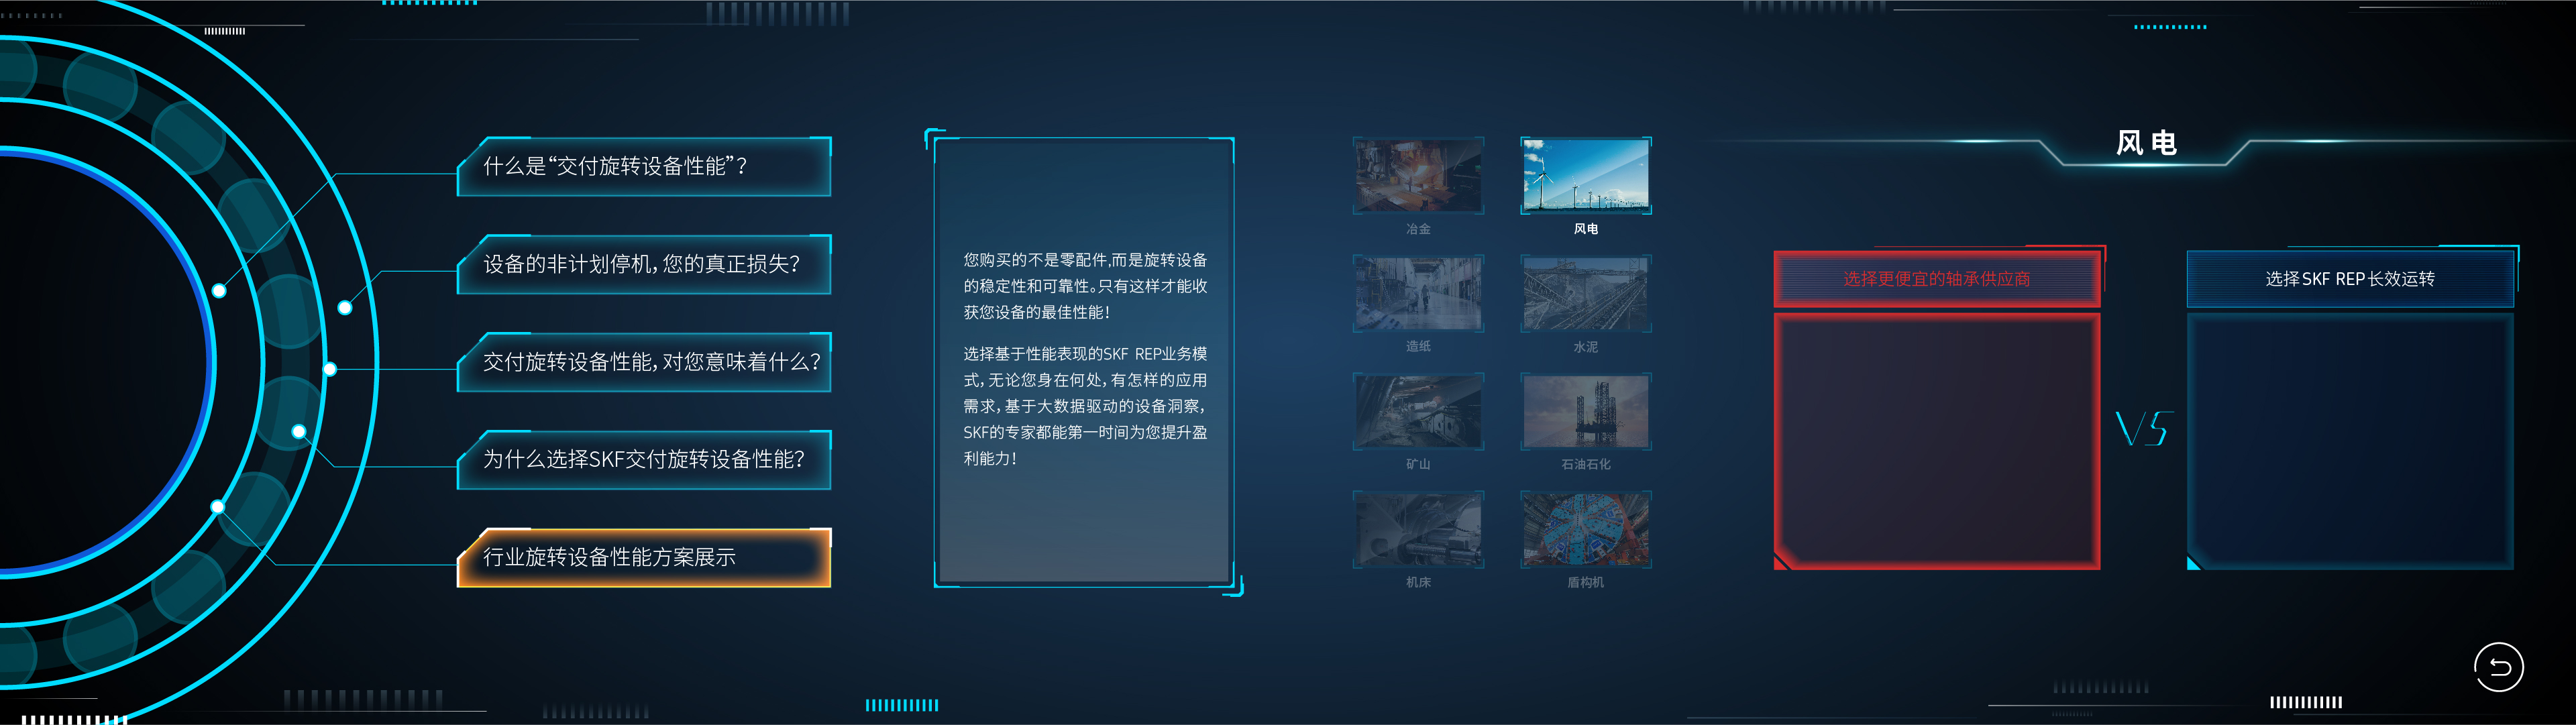 什么是“交付旋转设备性能”？
设备的非计划停机，您的真正损失？
交付旋转设备性能，对您意味着什么？
为什么选择SKF交付旋转设备性能？
行业旋转设备性能方案展示
您购买的不是零配件,而是旋转设备
的稳定性和可靠性。只有这样才能收
获您设备的最佳性能！
选择基于性能表现的SKF REP业务模
式，无论您身在何处，有怎样的应用
需求，基于大数据驱动的设备洞察，
SKF的专家都能第一时间为您提升盈
利能力！
冶金
风电
造纸
水泥
矿山
石油石化
机床
盾构机
风电
选择更便宜的轴承供应商
VS
选择SKF REP长效运转